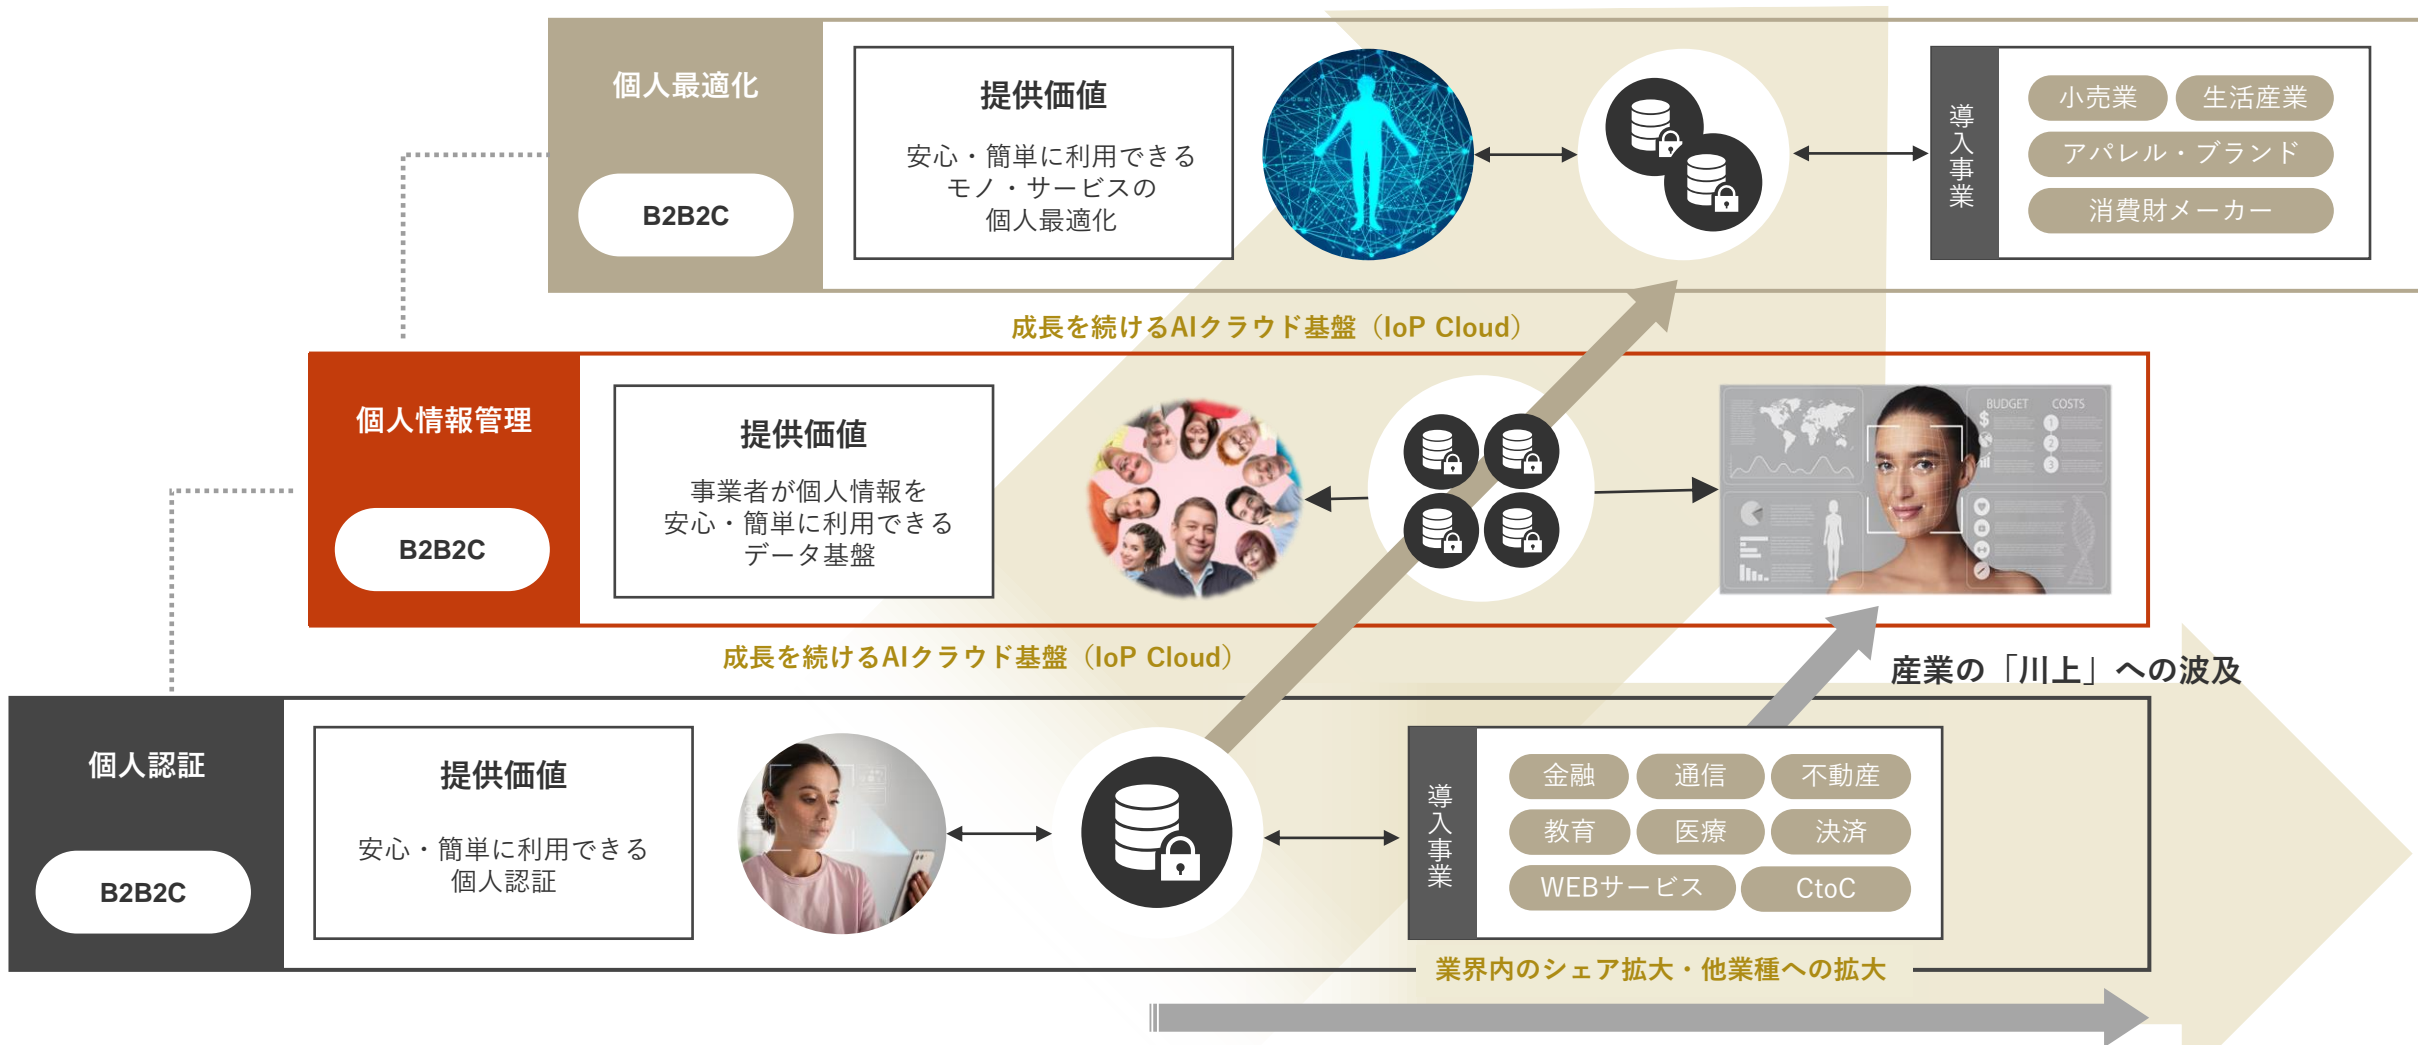 個人最適化
B2B2C
提供価値
安心・簡単に利用できる
モノ・サービスの
個人最適化
導入事業
小売業
生活産業
アパレル・ブランド
消費財メーカー
成長を続けるAIクラウド基盤（IoP Cloud）
個人情報管理
B2B2C
提供価値
事業者が個人情報を
安心・簡単に利用できる
データ基盤
BUDGET
COSTS
$
1
2
3
成長を続けるAIクラウド基盤（IoP Cloud）
産業の「川上」への波及
個人認証
B2B2C
提供価値
安心・簡単に利用できる
個人認証
導入事業
金融
通信
不動産
教育
医療
決済
WEBサービス
CtoC
業界内のシェア拡大・他業種への拡大